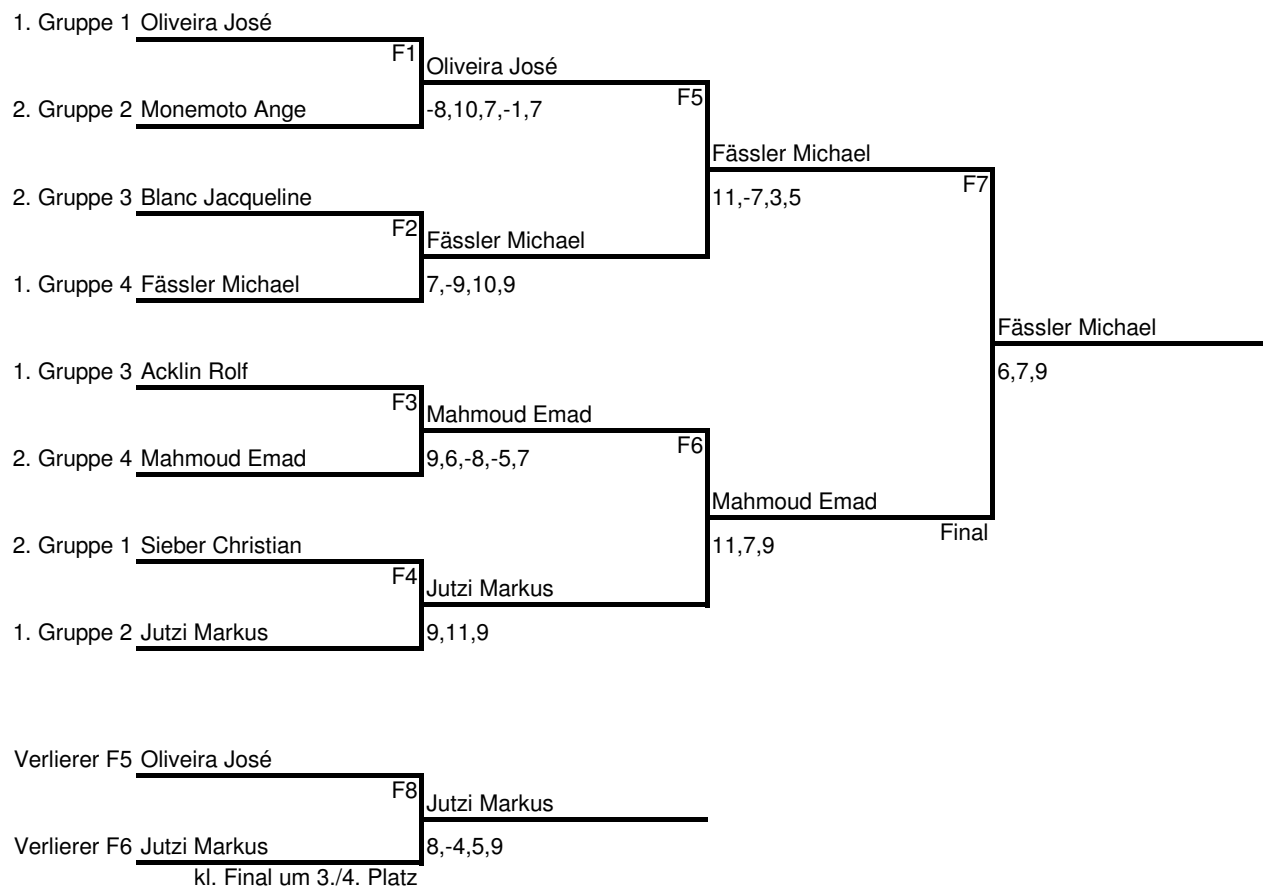 1. Gruppe 1 Oliveira José
F1
Oliveira José
2. Gruppe 2 Monemoto Ange
-8,10,7,-1,7
F5
Fässler Michael
11,-7,3,5
F7
2. Gruppe 3 Blanc Jacqueline
F2
Fässler Michael
1. Gruppe 4 Fässler Michael
7,-9,10,9
Fässler Michael
6,7,9
1. Gruppe 3 Acklin Rolf
F3
Mahmoud Emad
2. Gruppe 4 Mahmoud Emad
9,6,-8,-5,7
F6
Mahmoud Emad
11,7,9
Final
2. Gruppe 1 Sieber Christian
F4
Jutzi Markus
1. Gruppe 2 Jutzi Markus
9,11,9
Verlierer F5 Oliveira José
F8
Jutzi Markus
Verlierer F6 Jutzi Markus
8,-4,5,9
kl. Final um 3./4. Platz